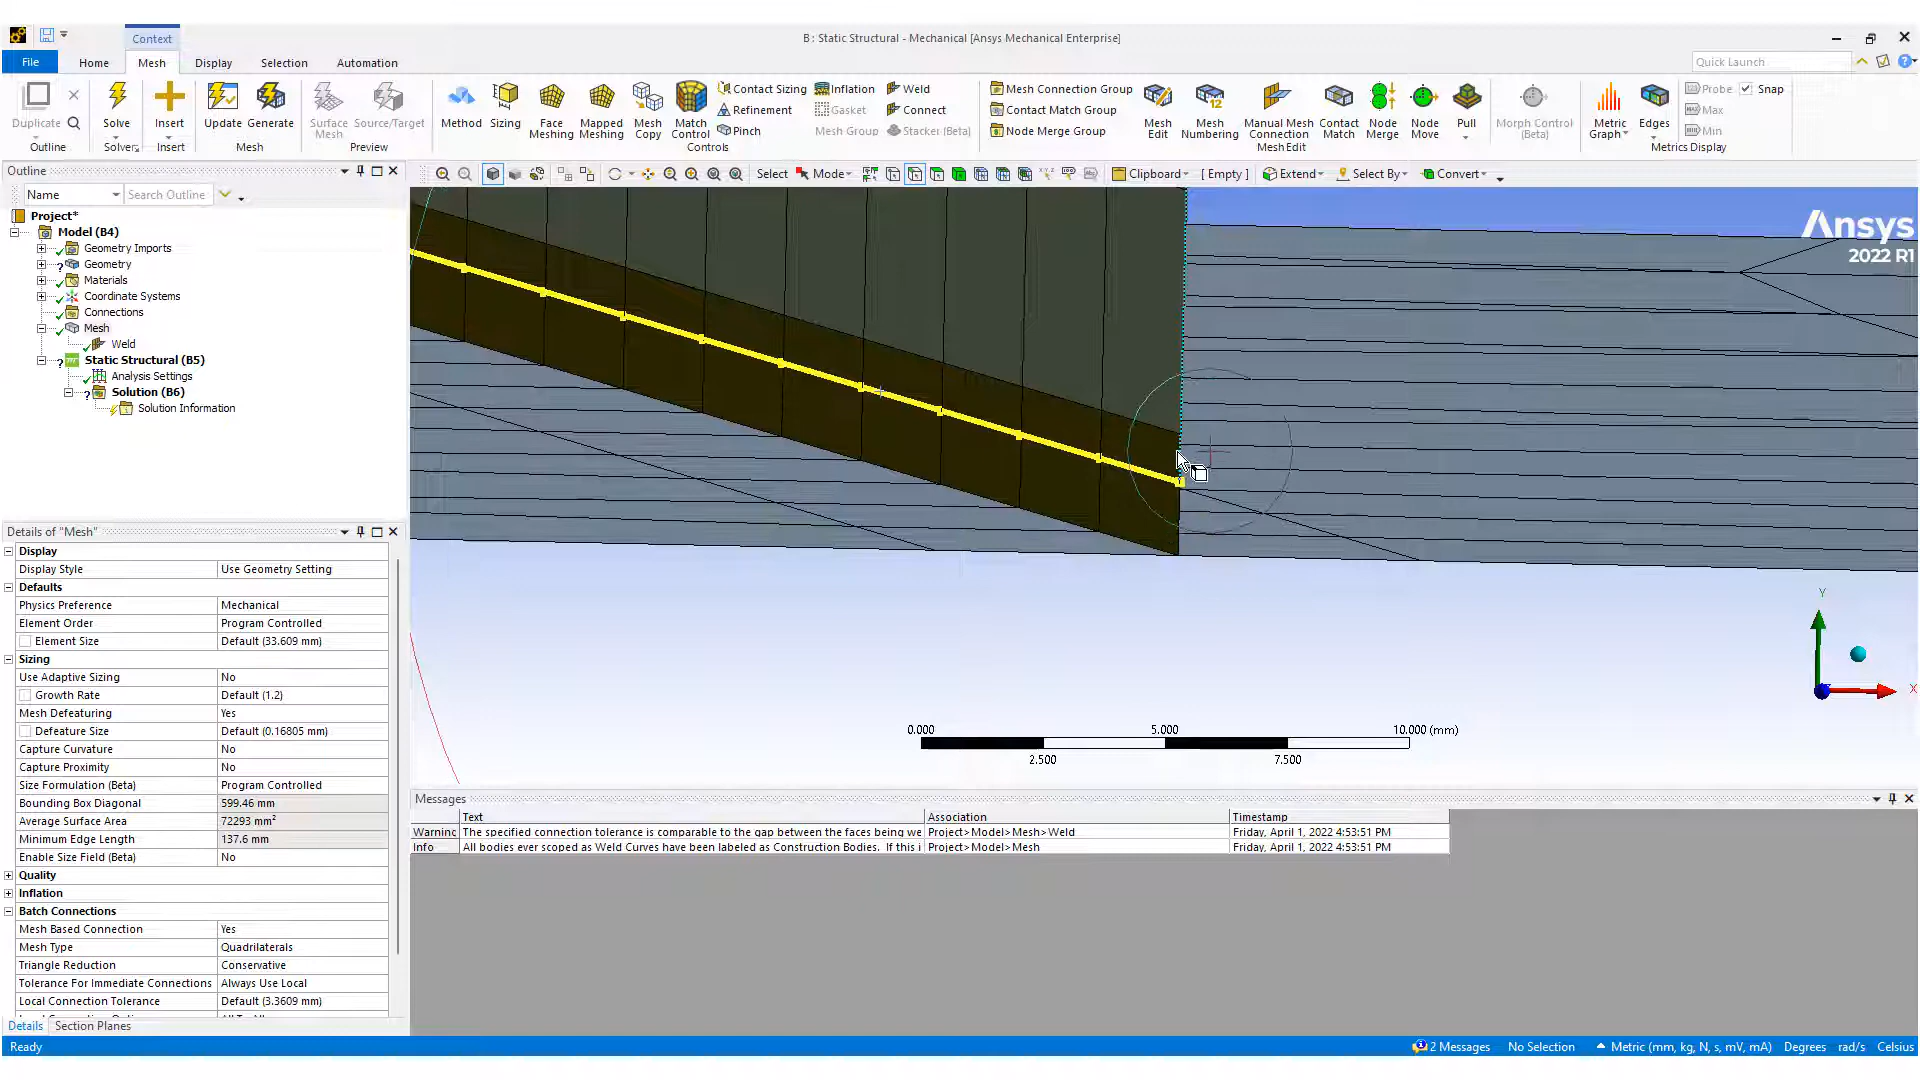 Context
B: Static Structural - Mechanical [Ansys Mechanical Enterprise]
File Home Mesh Display Selection Automation
Quick Launch
Duplicate
Outline
Solve
Solvers
Insert
Insert
Update Generate
Mesh
Surface Mesh
Source/Target
Preview
Method
Sizing
Face Meshing
Mapped Meshing
Mesh Copy
Match Control
Contact Sizing
Refinement
Pinch
Inflation
Gasket
Mesh Group
Weld
Connect
Stacker (Beta)
Controls
Mesh Connection Group
Contact Match Group
Node Merge Group
Mesh Edit
12
Mesh Numbering
Manual Mesh Connection
Contact Match
Node Merge
Node Move
Pull
Mesh Edit
Morph Control (Beta)
Metric Graph
Edges
Probe Snap
Max
Min
Metrics Display
Outline
Name Search Outline
Select Mode Clipboard [ Empty ] Extend Select By Convert
Project*
Model (B4)
Geometry Imports
Geometry
Materials
Coordinate Systems
Connections
Mesh
Weld
Static Structural (B5)
Analysis Settings
Solution (B6)
Solution Information
Ansys
2022 R1
Y
X
0.000 5.000 10.000 (mm)
2.500 7.500
Details of "Mesh"
Display
Display Style Use Geometry Setting
Defaults
Physics Preference Mechanical
Element Order Program Controlled
Element Size Default (33.609 mm)
Sizing
Use Adaptive Sizing No
Growth Rate Default (1.2)
Mesh Defeaturing Yes
Defeature Size Default (0.16805 mm)
Capture Curvature No
Capture Proximity No
Size Formulation (Beta) Program Controlled
Bounding Box Diagonal 599.46 mm
Average Surface Area 72293 mm²
Minimum Edge Length 137.6 mm
Enable Size Field (Beta) No
Quality
Inflation
Batch Connections
Mesh Based Connection Yes
Mesh Type Quadrilaterals
Triangle Reduction Conservative
Tolerance For Immediate Connections Always Use Local
Local Connection Tolerance Default (3.3609 mm)
Details Section Planes
Messages
Text Association Timestamp
Warninc The specified connection tolerance is comparable to the gap between the faces being we Project>Model>Mesh>Weld Friday, April 1, 2022 4:53:51 PM
Info All bodies ever scoped as Weld Curves have been labeled as Construction Bodies. If this i Project>Model>Mesh Friday, April 1, 2022 4:53:51 PM
Ready 2 Messages No Selection Metric (mm, kg, N, s, mV, mA) Degrees rad/s Celsius